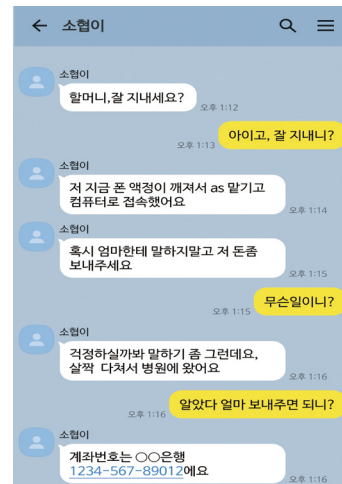 소협이
소협이
할머니,잘 지내세요?
오후 1:12
아이고, 잘 지내니?
오후 1:13
소협이
저 지금 폰 액정이 깨져서 as 맡기고
컴퓨터로 접속했어요
오후 1:14
소협이
혹시 엄마한테 말하지말고 저 돈좀
보내주세요
오후 1:15
무슨일이니?
오후 1:15
소협이
걱정하실까봐 말하기 좀 그런데요,
살짝 다쳐서 병원에 왔어요
오후 1:16
알았다 얼마 보내주면 되니?
오후 1:16
소협이
계좌번호는 ○○은행
1234-567-89012에요
오후 1:16